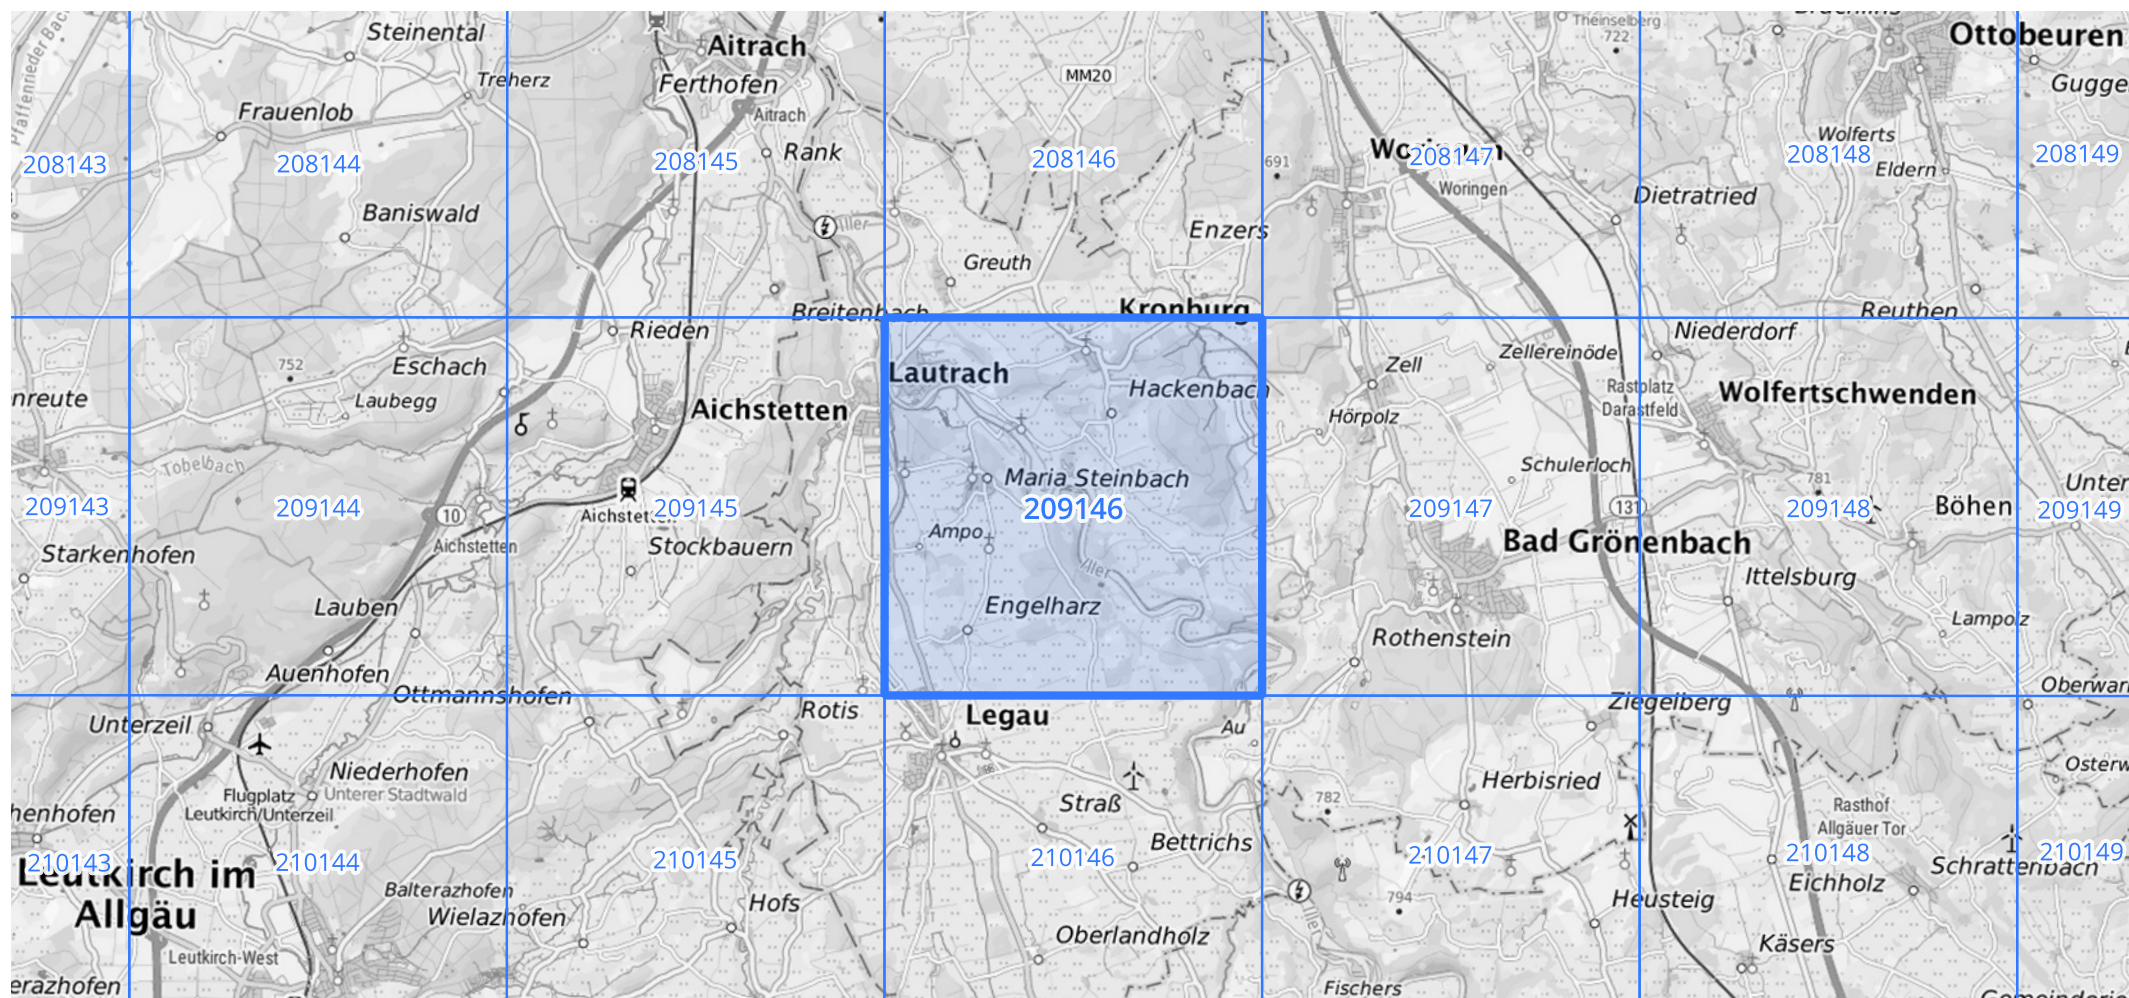 Steinental
Aitrach
Theinselberg
722
Ottobeuren
Pfaffenrieder Bach
Treherz
Ferthofen
MM20
Frauenlob
Aitrach
Wolferts
208143
208144
208145
Rank
208146
691
208147
Woringen
208148
Eldern
208149
Baniswald
Dietratried
Iller
Enzers
Greuth
Breitenbach
Kronburg
Reuthen
Rieden
Niederdorf
752
Eschach
Lautrach
Zell
Zellereinöde
Laubegg
Hackenbach
Rastplatz
Darastfeld
Wolfertschwenden
nreute
Aichstetten
Hörpolz
Tobelbach
Maria Steinbach
Schulerloch
781
Unter
209143
209144
10
Aichstetten
209145
209146
209147
131
209148
Böhen
209149
Starkenhofen
Aichstetten
Stockbauern
Ampo
Bad Grönenbach
Iller
Ittelsburg
Lauben
Engelharz
Lampolz
Rothenstein
Auenhofen
Ottmannshofen
Oberwar
Unterzeil
Rotis
Legau
Au
Ziegelberg
Niederhofen
Unterer Stadtwald
Flugplatz
Leutkirch/Unterzeil
Herbisried
Osterw
henhofen
Straß
782
Rasthof
Allgäuer Tor
Bettrichs
210143
210144
210145
210146
210147
210148
210149
Leutkirch im
Allgäu
Schrattenbach
Balterazhofen
Eichholz
Wielazhofen
Hofs
794
Heusteig
Iller
Oberlandholz
Käsers
Leutkirch-West
erazhofen
Fischers